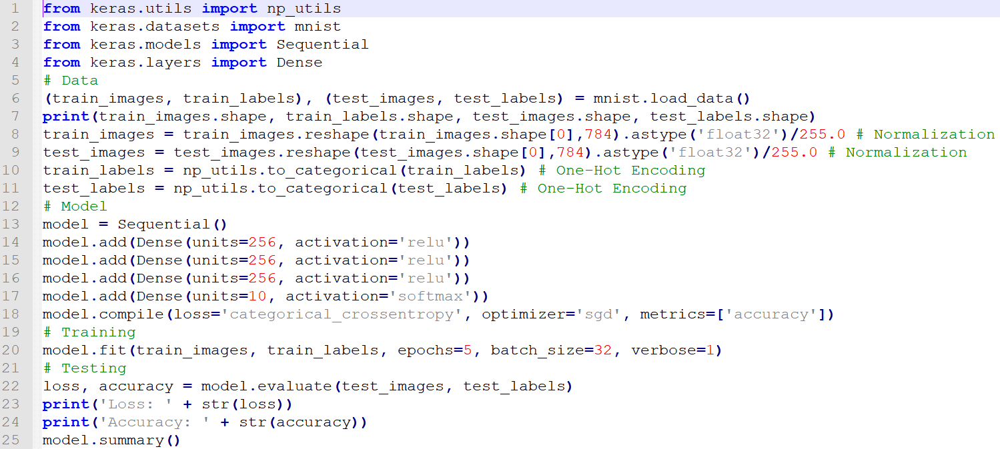 1 from keras.utils import np_utils
2 from keras.datasets import mnist
3 from keras.models import Sequential
4 from keras.layers import Dense
5 # Data
6 (train_images, train_labels), (test_images, test_labels) = mnist.load_data()
7 print(train_images.shape, train_labels.shape, test_images.shape, test_labels.shape)
8 train_images = train_images.reshape(train_images.shape[0],784).astype('float32')/255.0 # Normalization
9 test_images = test_images.reshape(test_images.shape[0],784).astype('float32')/255.0 # Normalization
10 train_labels = np_utils.to_categorical(train_labels) # One-Hot Encoding
11 test_labels = np_utils.to_categorical(test_labels) # One-Hot Encoding
12 # Model
13 model = Sequential()
14 model.add(Dense(units=256, activation='relu'))
15 model.add(Dense(units=256, activation='relu'))
16 model.add(Dense(units=256, activation='relu'))
17 model.add(Dense(units=10, activation='softmax'))
18 model.compile(loss='categorical_crossentropy', optimizer='sgd', metrics=['accuracy'])
19 # Training
20 model.fit(train_images, train_labels, epochs=5, batch_size=32, verbose=1)
21 # Testing
22 loss, accuracy = model.evaluate(test_images, test_labels)
23 print('Loss: ' + str(loss))
24 print('Accuracy: ' + str(accuracy))
25 model.summary()